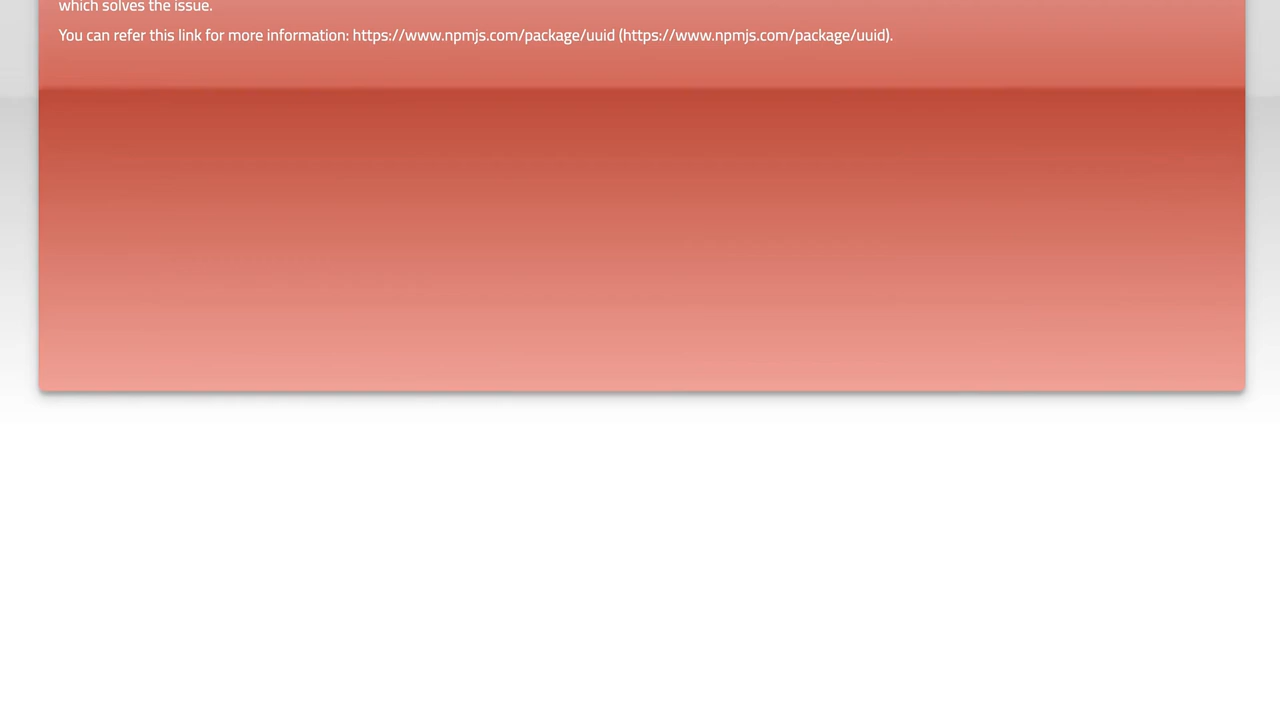 which solves the issue.
You can refer this link for more information: https://www.npmjs.com/package/uuid (https://www.npmjs.com/package/uuid).